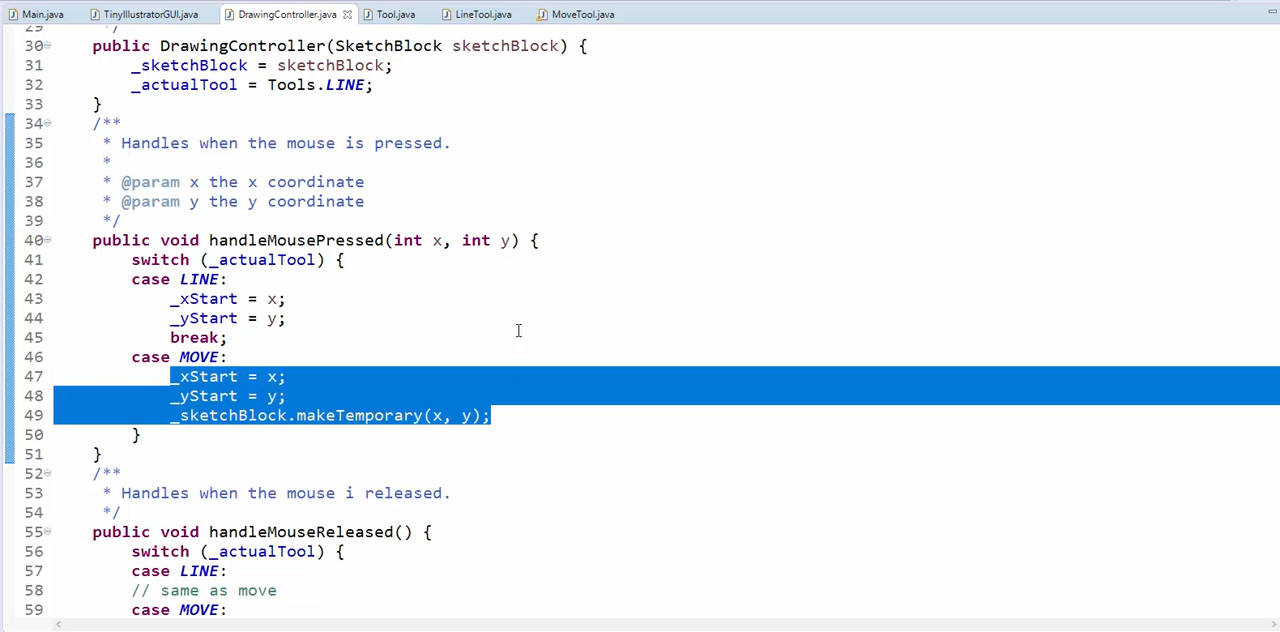 Main.java TinyIllustratorGUI.java DrawingController.java Tool.java LineTool.java MoveTool.java
29 */
30 public DrawingController(SketchBlock sketchBlock) {
31 _sketchBlock = sketchBlock;
32 _actualTool = Tools.LINE;
33 }
34 /**
35 * Handles when the mouse is pressed.
36 *
37 * @param x the x coordinate
38 * @param y the y coordinate
39 */
40 public void handleMousePressed(int x, int y) {
41 switch (_actualTool) {
42 case LINE:
43 _xStart = x;
44 _yStart = y;
45 break;
46 case MOVE:
47 _xStart = x;
48 _yStart = y;
49 _sketchBlock.makeTemporary(x, y);
50 }
51 }
52 /**
53 * Handles when the mouse i released.
54 */
55 public void handleMouseReleased() {
56 switch (_actualTool) {
57 case LINE:
58 // same as move
59 case MOVE: